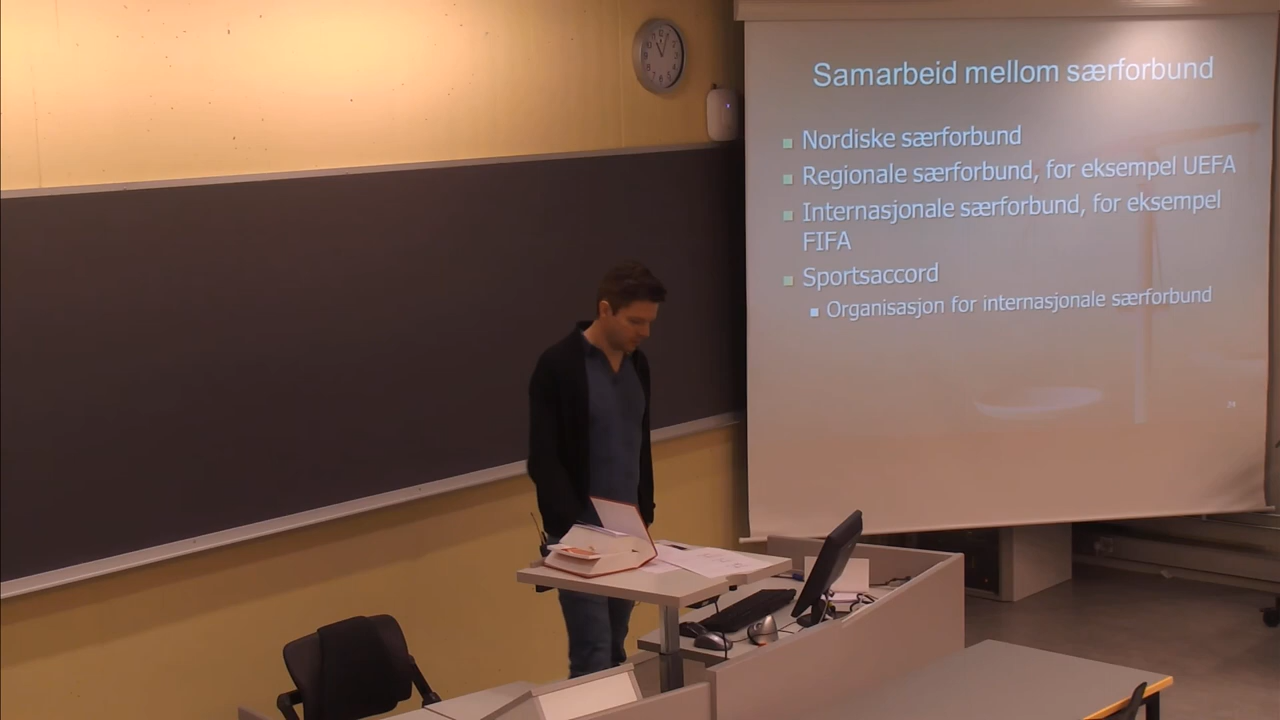 Samarbeid mellom særforbund
Nordiske særforbund
Regionale særforbund, for eksempel UEFA
Internasjonale særforbund, for eksempel
FIFA
Sportsaccord
Organisasjon for internasjonale særforbund